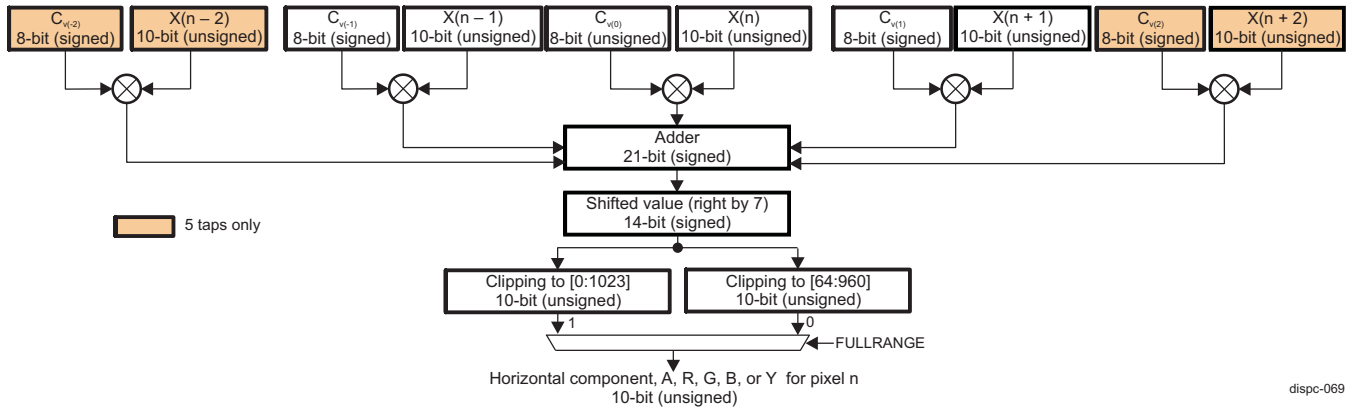 Cv(-2)
8-bit (signed)
X(n – 2)
10-bit (unsigned)
Cv(-1)
8-bit (signed)
X(n – 1)
10-bit (unsigned)
Cv(0)
8-bit (unsigned)
X(n)
10-bit (unsigned)
Cv(1)
8-bit (signed)
X(n + 1)
10-bit (unsigned)
Cv(2)
8-bit (signed)
X(n + 2)
10-bit (unsigned)
Adder
21-bit (signed)
Shifted value (right by 7)
14-bit (signed)
5 taps only
Clipping to [0:1023]
10-bit (unsigned)
Clipping to [64:960]
10-bit (unsigned)
1
0
FULLRANGE
Horizontal component, A, R, G, B, or Y for pixel n
10-bit (unsigned)
dispc-069